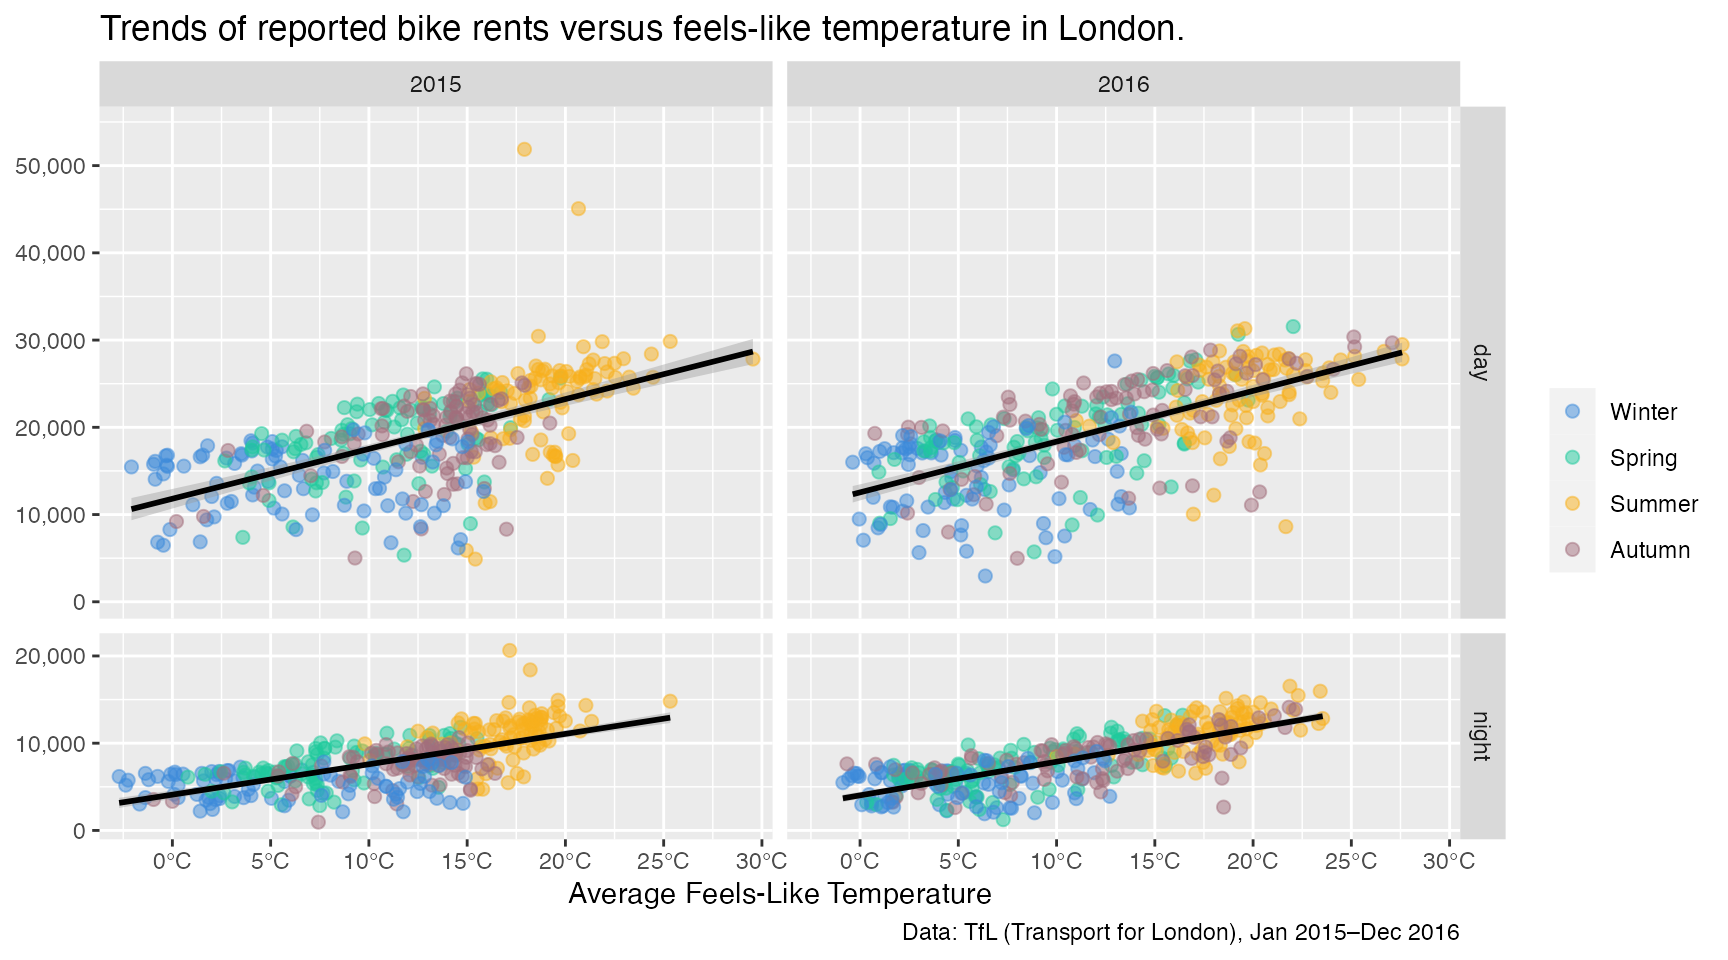 Trends of reported bike rents versus feels-like temperature in London.
2015
2016
50,000
40,000
30,000
20,000
10,000
0
day
20,000
10,000
0
night
0°C 5°C 10°C 15°C 20°C 25°C 30°C
0°C 5°C 10°C 15°C 20°C 25°C 30°C
Average Feels-Like Temperature
Winter
Spring
Summer
Autumn
Data: TfL (Transport for London), Jan 2015–Dec 2016